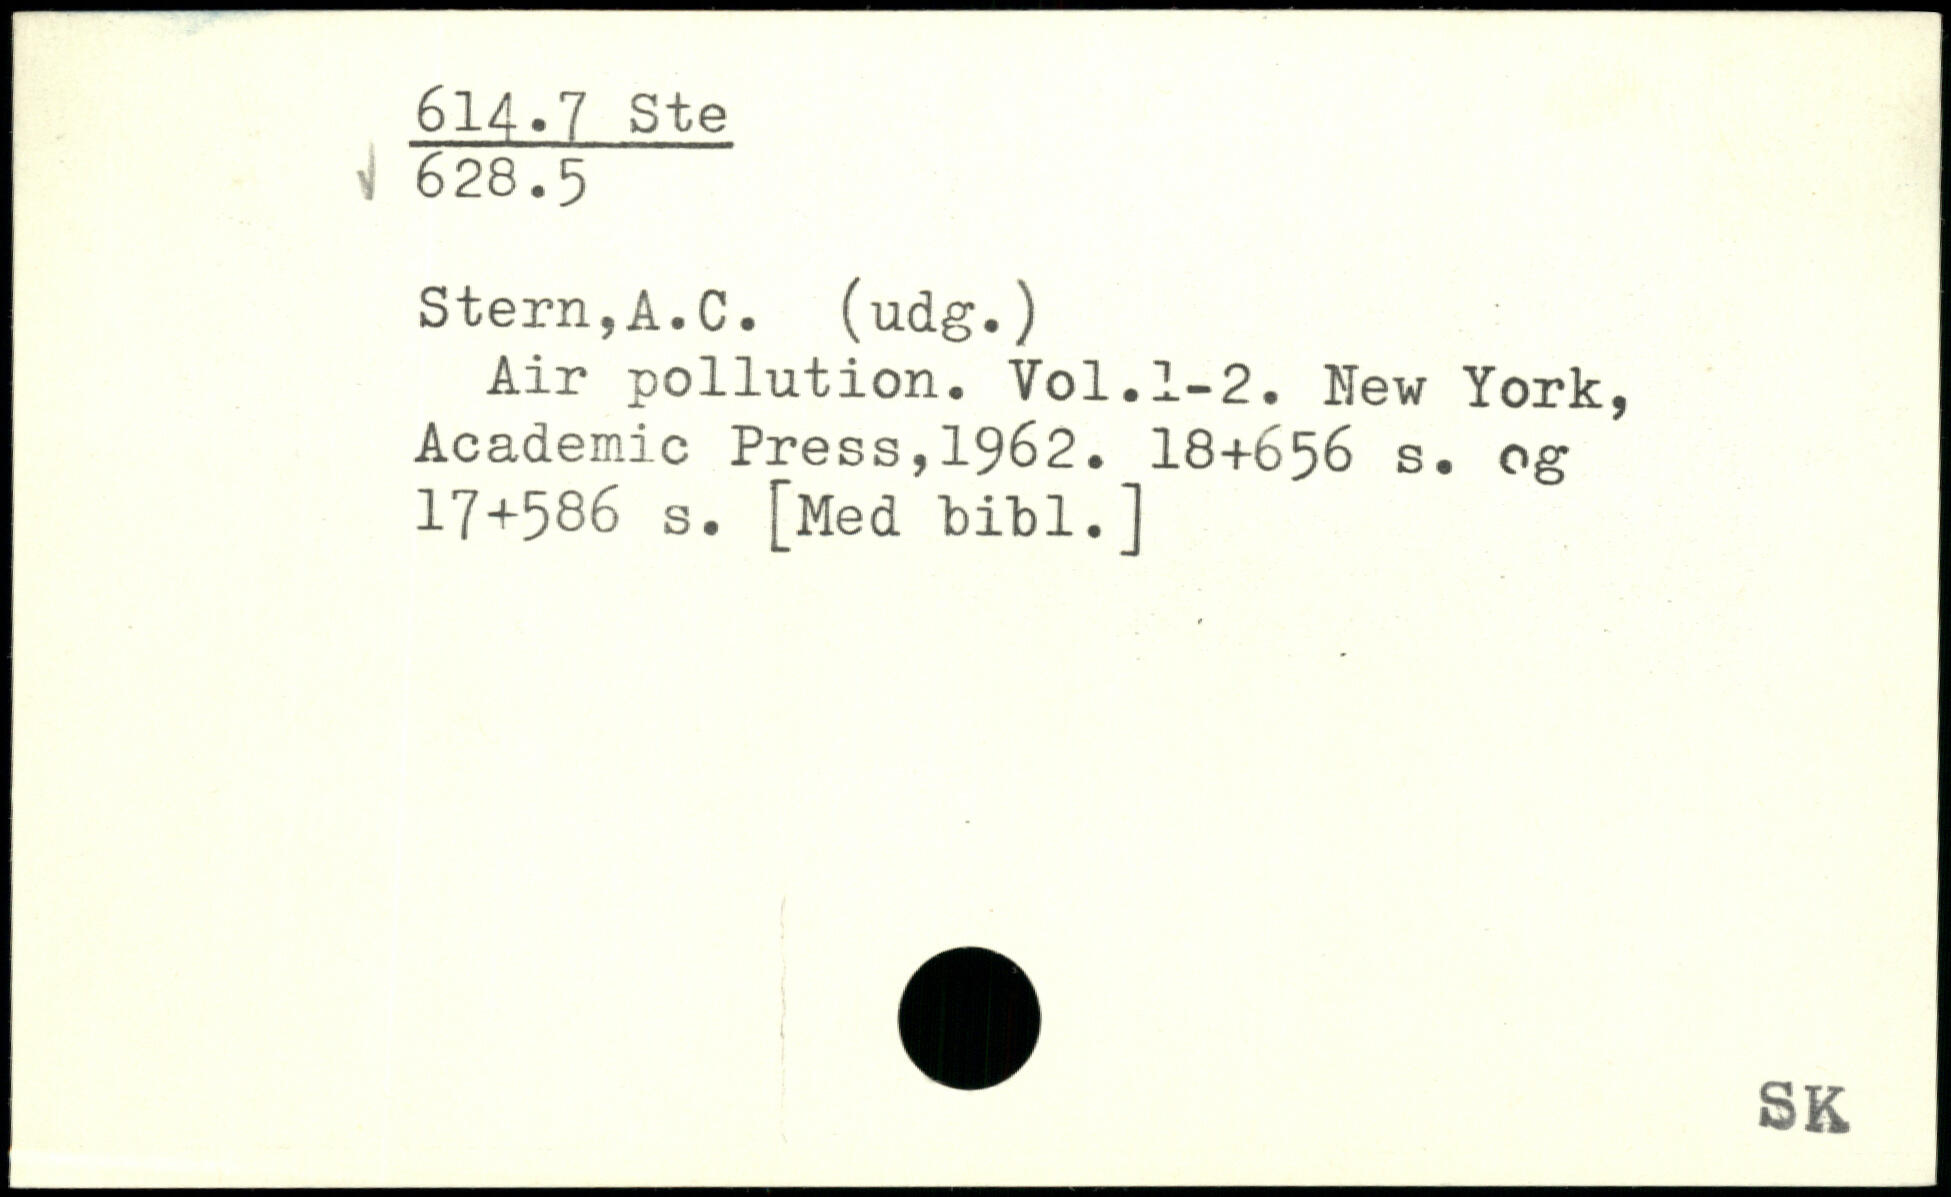 614.7 Ste
628.5
Stern,A.C. (udg.)
Air pollution. Vol.1-2. New York,
Academic Press,1962. 18+656 s. og
17+586 s. [Med bibl.]
SK